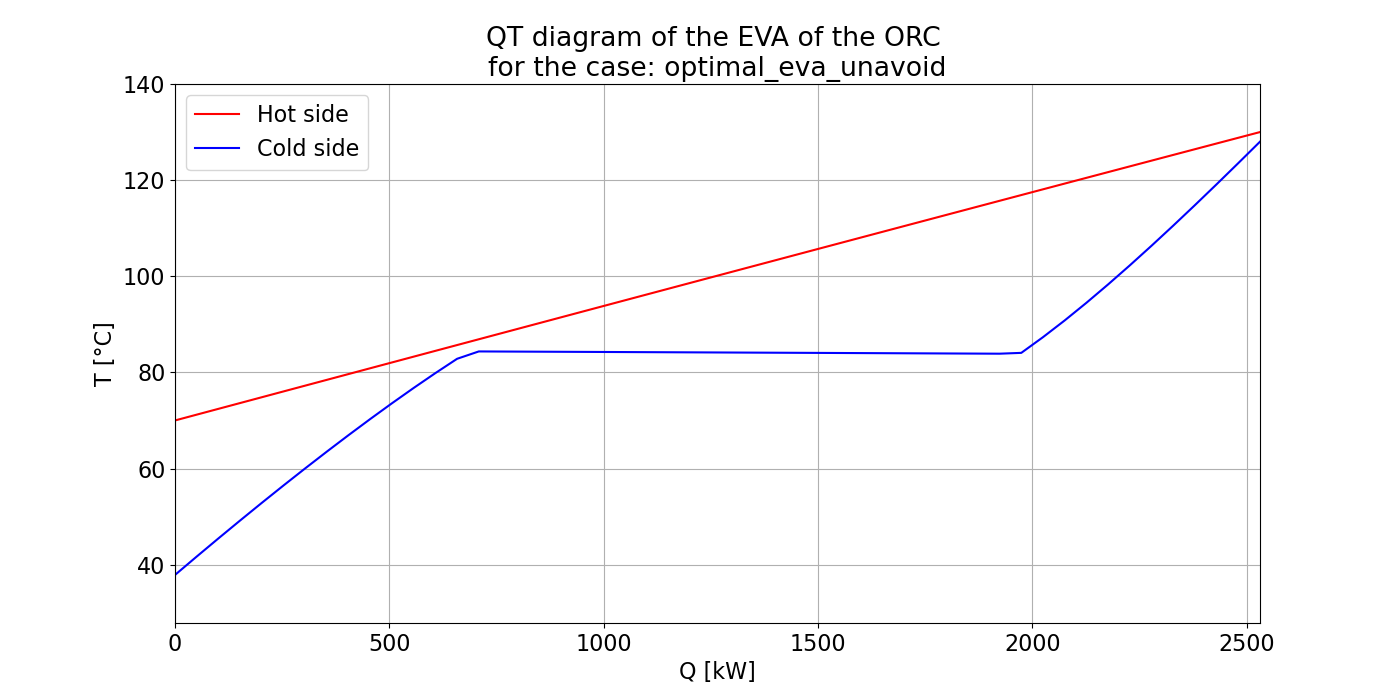 QT diagram of the EVA of the ORC
for the case: optimal_eva_unavoid
Hot side
Cold side
T [°C]
140
120
100
80
60
40
0
500
1000
1500
2000
2500
Q [kW]